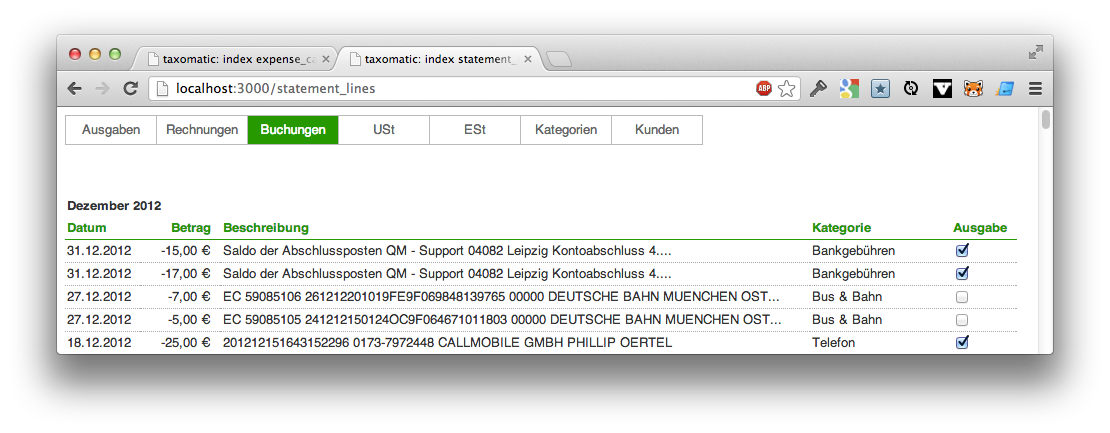 taxomatic: index expense_ca
taxomatic: index statement_
localhost:3000/statement_lines
ABP
Ausgaben Rechnungen Buchungen USt ESt Kategorien Kunden
Dezember 2012
Datum Betrag Beschreibung Kategorie Ausgabe
31.12.2012 -15,00 € Saldo der Abschlussposten QM - Support 04082 Leipzig Kontoabschluss 4.... Bankgebühren
31.12.2012 -17,00 € Saldo der Abschlussposten QM - Support 04082 Leipzig Kontoabschluss 4.... Bankgebühren
27.12.2012 -7,00 € EC 59085106 261212201019FE9F069848139765 00000 DEUTSCHE BAHN MUENCHEN OST... Bus & Bahn
27.12.2012 -5,00 € EC 59085105 241212150124OC9F064671011803 00000 DEUTSCHE BAHN MUENCHEN OST... Bus & Bahn
18.12.2012 -25,00 € 201212151643152296 0173-7972448 CALLMOBILE GMBH PHILLIP OERTEL Telefon